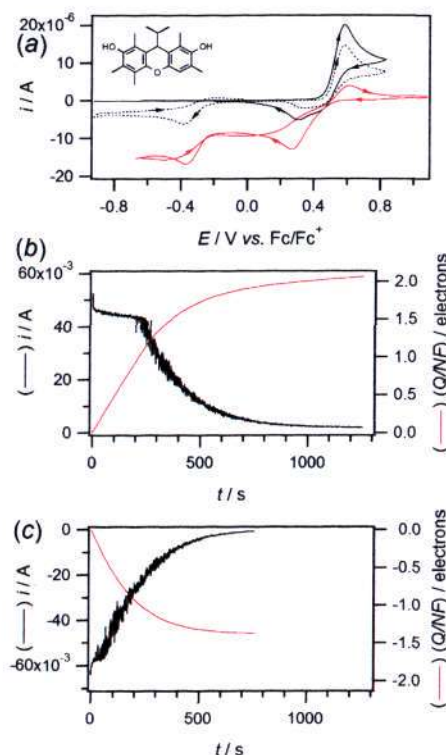 (a)
20x10⁻⁶
10
0
-10
20
i / A
HO
OH
O
-0.8
-0.4
0.0
0.4
0.8
E / V vs. Fc/Fc⁺
(b)
60x10⁻³
40
20
0
(—) i / A
2.0
1.5
1.0
0.5
0.0
(—) (Q/NF) / electrons
0
500
1000
t / s
(c)
0
-20
-40
-60x10⁻³
(—) i / A
0.0
-0.5
-1.0
-1.5
-2.0
(—) (Q/NF) / electrons
0
500
1000
t / s